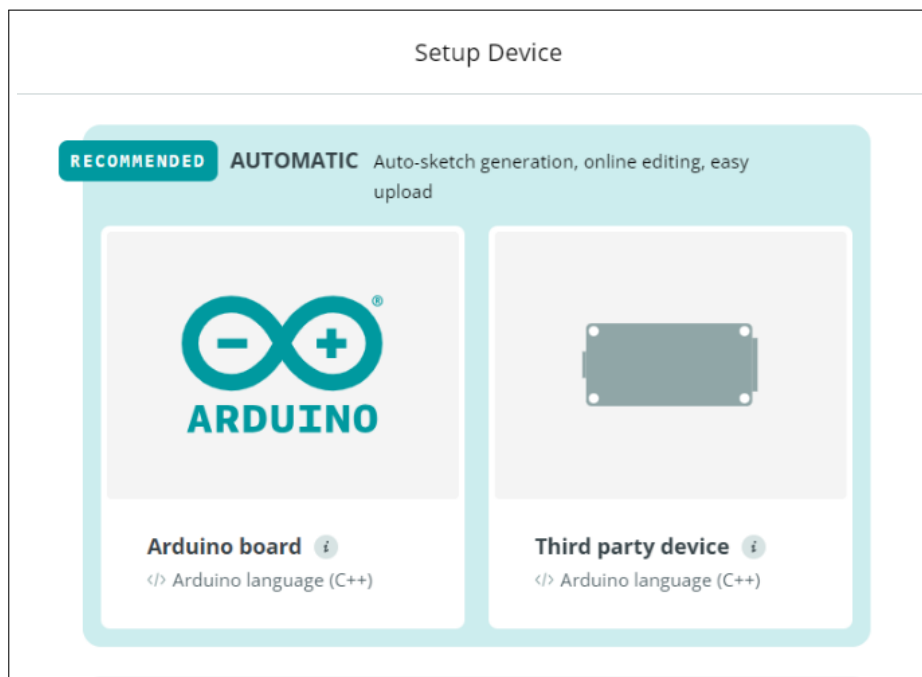 Setup Device
RECOMMENDED AUTOMATIC Auto-sketch generation, online editing, easy
upload
®
ARDUINO
Arduino board i
</> Arduino language (C++)
Third party device i
</> Arduino language (C++)